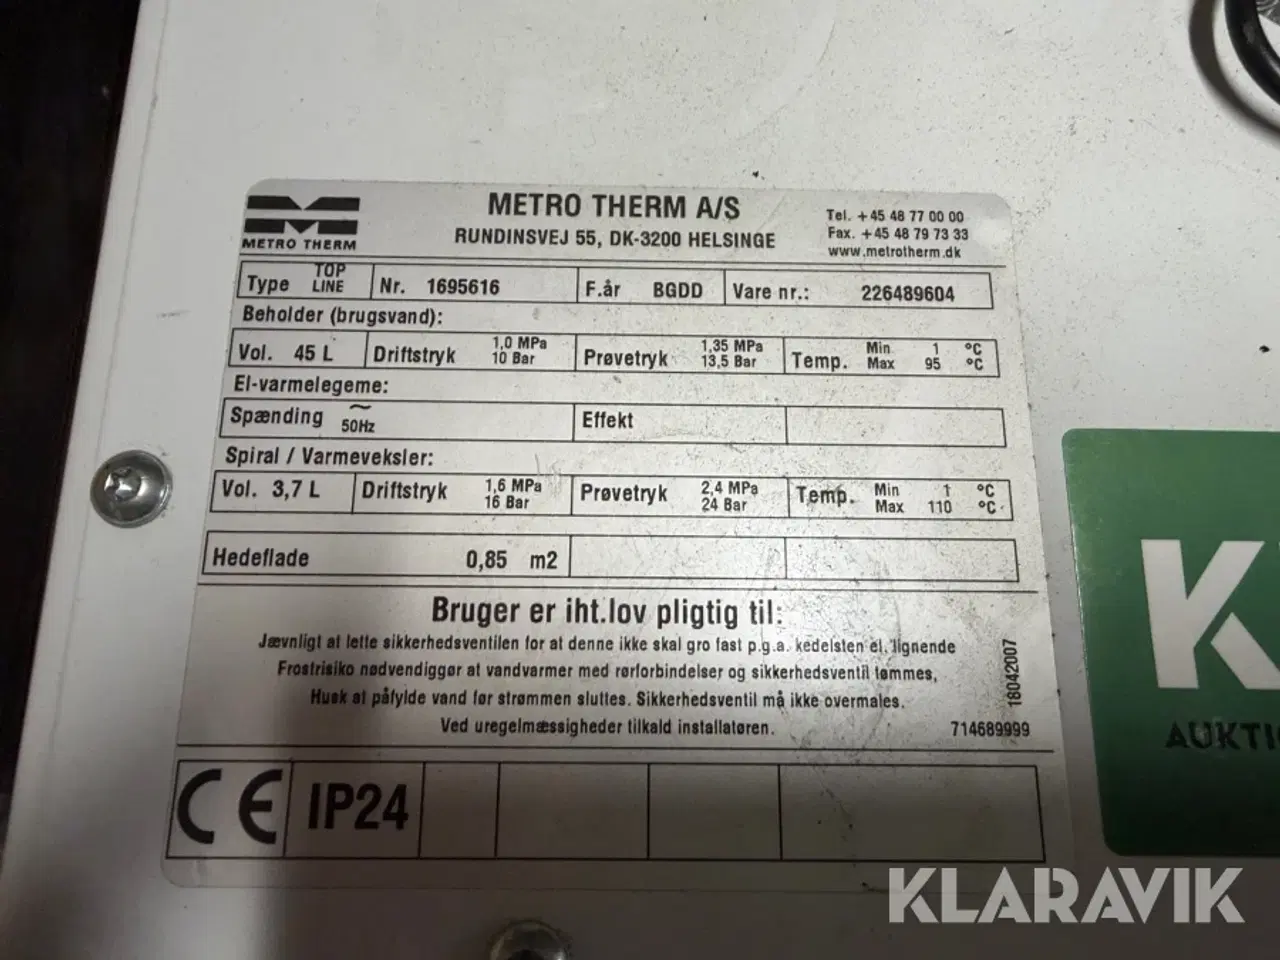 METRO THERM
METRO THERM A/S
RUNDINSVEJ 55, DK-3200 HELSINGE
Tel. +45 48 77 00 00
Fax. +45 48 79 73 33
www.metrotherm.dk
Type TOP LINE Nr. 1695616 F.år BGDD Vare nr.: 226489604
Beholder (brugsvand):
Vol. 45 L Driftstryk 1,0 MPa 10 Bar Prøvetryk 1,35 MPa 13,5 Bar Temp. Min 1 °C Max 95 °C
El-varmelegeme:
Spænding ~ 50Hz Effekt
Spiral / Varmeveksler:
Vol. 3,7 L Driftstryk 1,6 MPa 16 Bar Prøvetryk 2,4 MPa 24 Bar Temp. Min 1 °C Max 110 °C
Hedeflade 0,85 m2
Bruger er iht.lov pligtig til:
Jævnligt at lette sikkerhedsventilen for at denne ikke skal gro fast p.g.a. kedelsten el. lignende
Frostrisiko nødvendiggør at vandvarmer med rørforbindelser og sikkerhedsventil tømmes.
Husk at påfylde vand før strømmen sluttes. Sikkerhedsventil må ikke overmales.
Ved uregelmæssigheder tilkald installatøren.
714689999
18042007
CE IP24
K
AUKTI
KLARAVIK